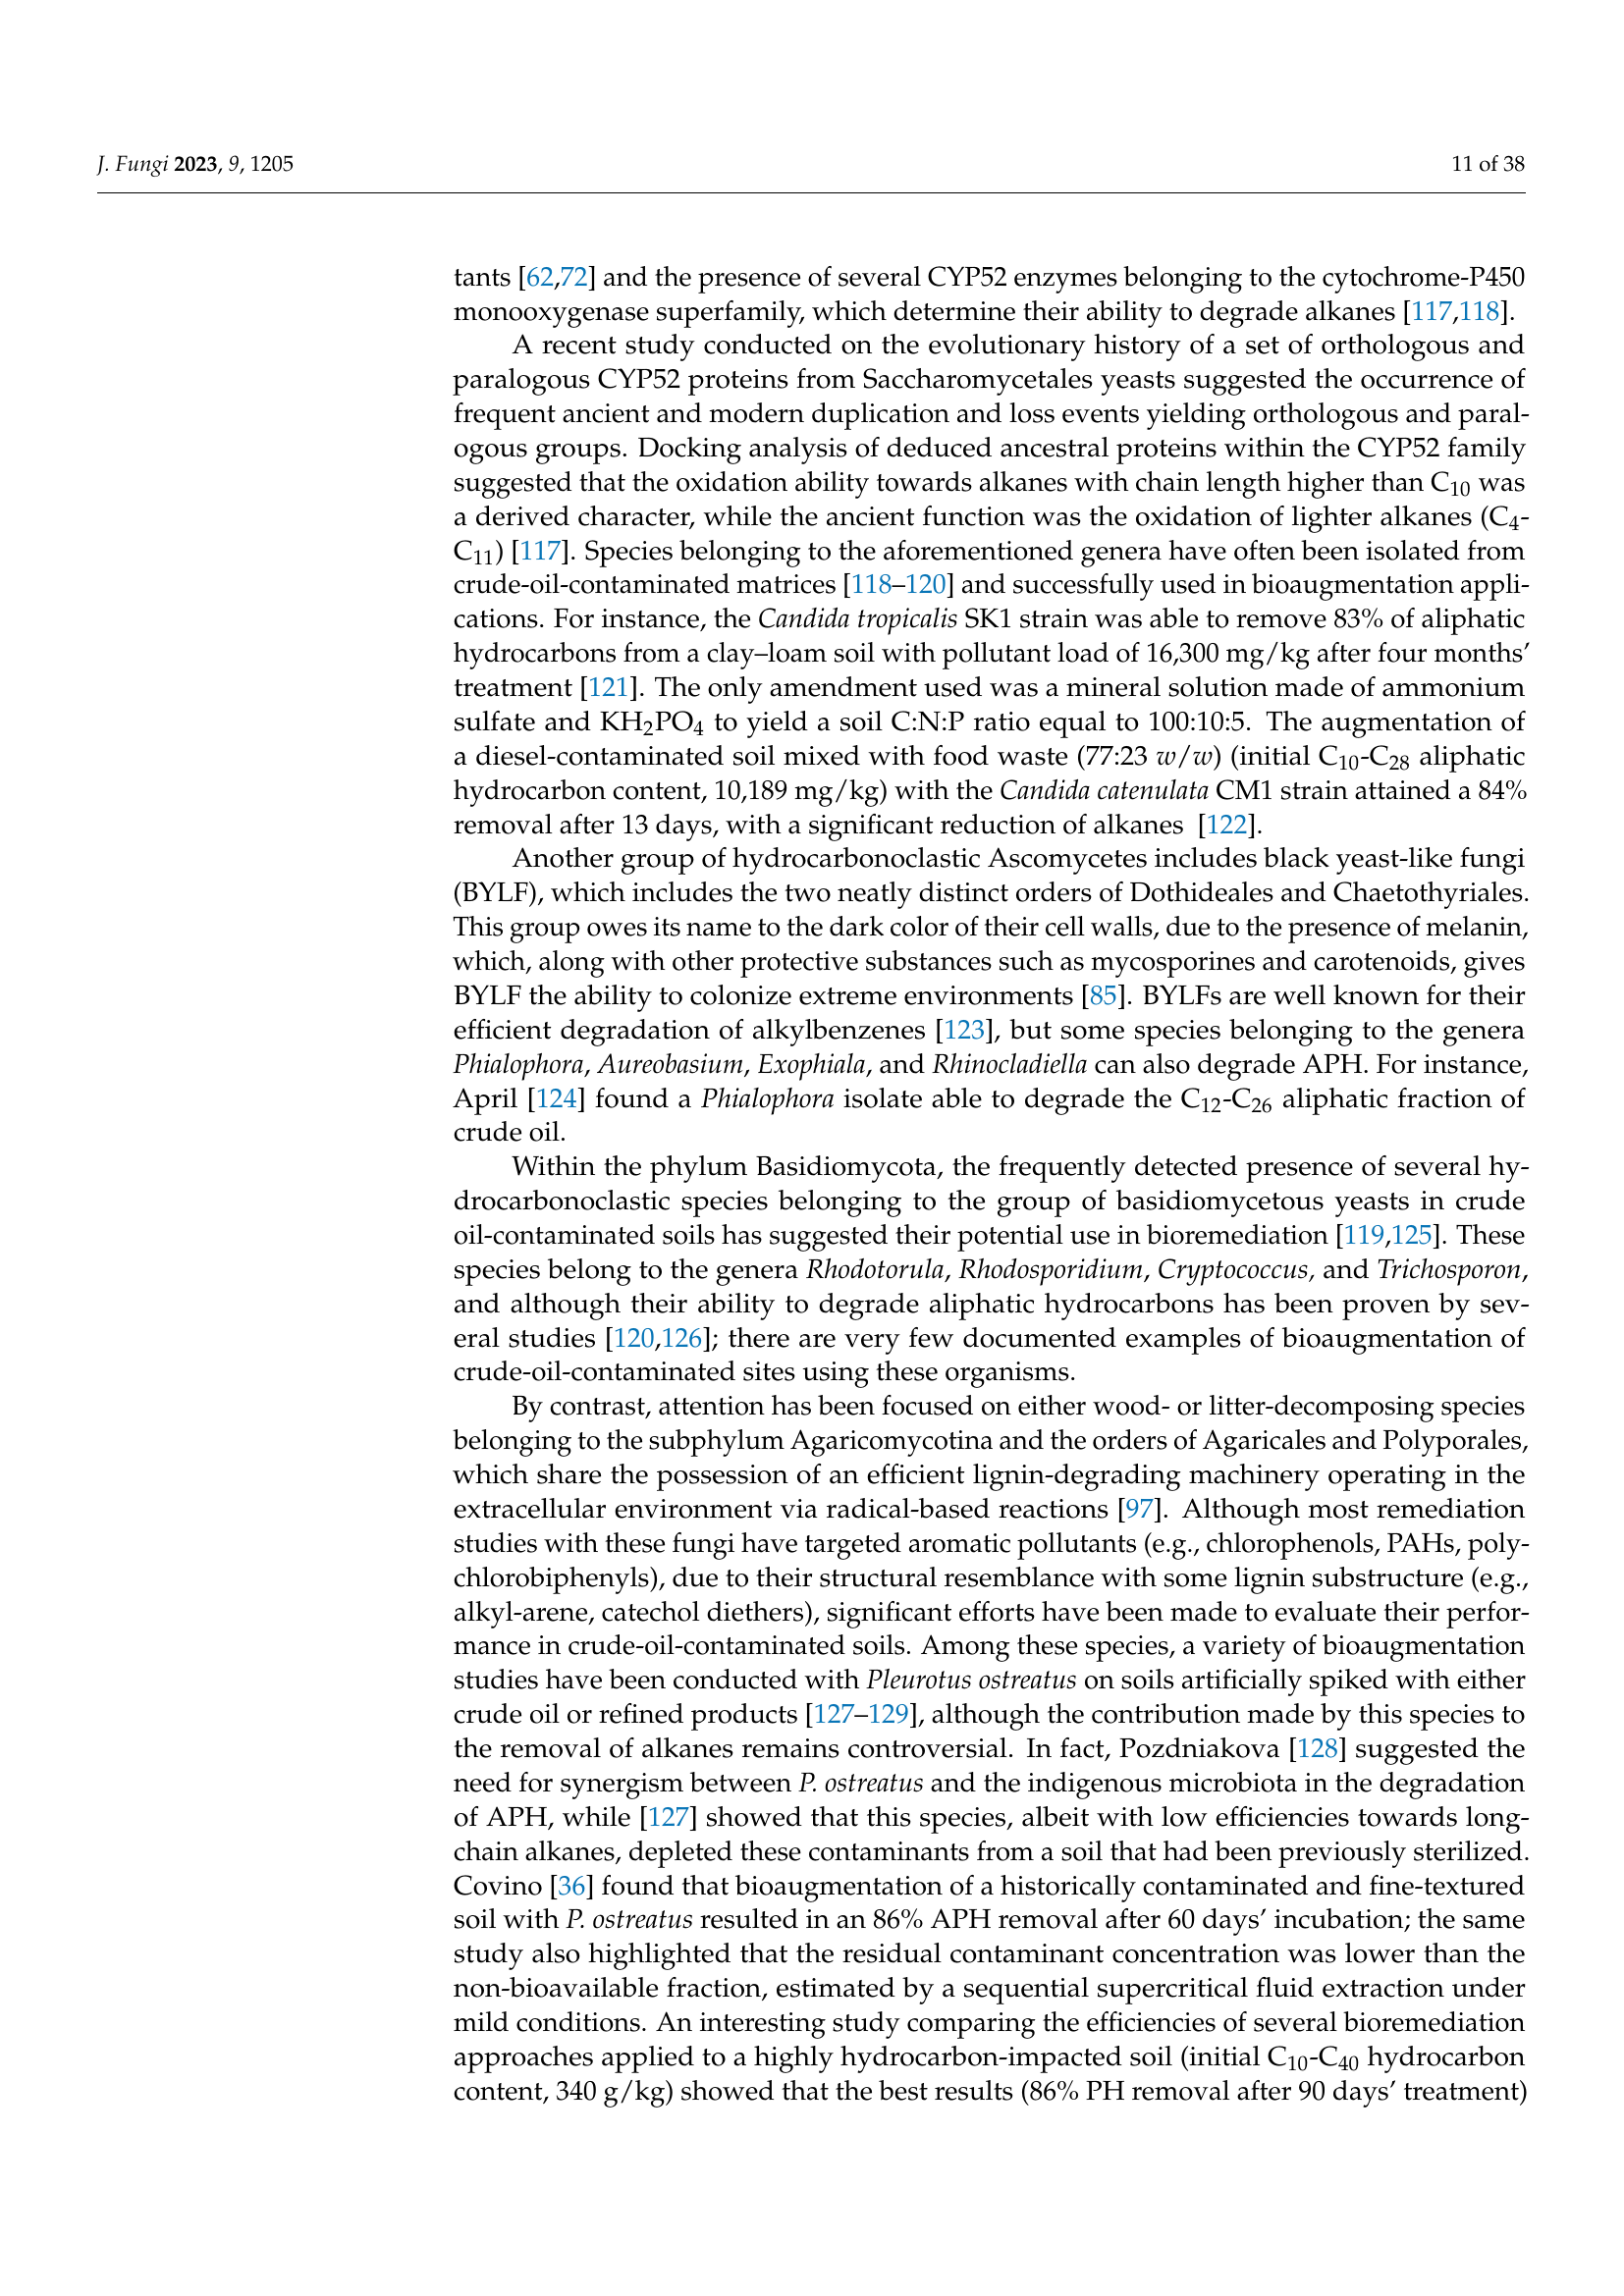 J. Fungi 2023, 9, 1205
11 of 38
tants [62,72] and the presence of several CYP52 enzymes belonging to the cytochrome-P450
monooxygenase superfamily, which determine their ability to degrade alkanes [117,118].
A recent study conducted on the evolutionary history of a set of orthologous and
paralogous CYP52 proteins from Saccharomycetales yeasts suggested the occurrence of
frequent ancient and modern duplication and loss events yielding orthologous and paral-
ogous groups. Docking analysis of deduced ancestral proteins within the CYP52 family
suggested that the oxidation ability towards alkanes with chain length higher than C10 was
a derived character, while the ancient function was the oxidation of lighter alkanes (C4-
C11) [117]. Species belonging to the aforementioned genera have often been isolated from
crude-oil-contaminated matrices [118–120] and successfully used in bioaugmentation appli-
cations. For instance, the Candida tropicalis SK1 strain was able to remove 83% of aliphatic
hydrocarbons from a clay–loam soil with pollutant load of 16,300 mg/kg after four months’
treatment [121]. The only amendment used was a mineral solution made of ammonium
sulfate and KH2PO4 to yield a soil C:N:P ratio equal to 100:10:5. The augmentation of
a diesel-contaminated soil mixed with food waste (77:23 w/w) (initial C10-C28 aliphatic
hydrocarbon content, 10,189 mg/kg) with the Candida catenulata CM1 strain attained a 84%
removal after 13 days, with a significant reduction of alkanes [122].
Another group of hydrocarbonoclastic Ascomycetes includes black yeast-like fungi
(BYLF), which includes the two neatly distinct orders of Dothideales and Chaetothyriales.
This group owes its name to the dark color of their cell walls, due to the presence of melanin,
which, along with other protective substances such as mycosporines and carotenoids, gives
BYLF the ability to colonize extreme environments [85]. BYLFs are well known for their
efficient degradation of alkylbenzenes [123], but some species belonging to the genera
Phialophora, Aureobasium, Exophiala, and Rhinocladiella can also degrade APH. For instance,
April [124] found a Phialophora isolate able to degrade the C12-C26 aliphatic fraction of
crude oil.
Within the phylum Basidiomycota, the frequently detected presence of several hy-
drocarbonoclastic species belonging to the group of basidiomycetous yeasts in crude
oil-contaminated soils has suggested their potential use in bioremediation [119,125]. These
species belong to the genera Rhodotorula, Rhodosporidium, Cryptococcus, and Trichosporon,
and although their ability to degrade aliphatic hydrocarbons has been proven by sev-
eral studies [120,126]; there are very few documented examples of bioaugmentation of
crude-oil-contaminated sites using these organisms.
By contrast, attention has been focused on either wood- or litter-decomposing species
belonging to the subphylum Agaricomycotina and the orders of Agaricales and Polyporales,
which share the possession of an efficient lignin-degrading machinery operating in the
extracellular environment via radical-based reactions [97]. Although most remediation
studies with these fungi have targeted aromatic pollutants (e.g., chlorophenols, PAHs, poly-
chlorobiphenyls), due to their structural resemblance with some lignin substructure (e.g.,
alkyl-arene, catechol diethers), significant efforts have been made to evaluate their perfor-
mance in crude-oil-contaminated soils. Among these species, a variety of bioaugmentation
studies have been conducted with Pleurotus ostreatus on soils artificially spiked with either
crude oil or refined products [127–129], although the contribution made by this species to
the removal of alkanes remains controversial. In fact, Pozdniakova [128] suggested the
need for synergism between P. ostreatus and the indigenous microbiota in the degradation
of APH, while [127] showed that this species, albeit with low efficiencies towards long-
chain alkanes, depleted these contaminants from a soil that had been previously sterilized.
Covino [36] found that bioaugmentation of a historically contaminated and fine-textured
soil with P. ostreatus resulted in an 86% APH removal after 60 days’ incubation; the same
study also highlighted that the residual contaminant concentration was lower than the
non-bioavailable fraction, estimated by a sequential supercritical fluid extraction under
mild conditions. An interesting study comparing the efficiencies of several bioremediation
approaches applied to a highly hydrocarbon-impacted soil (initial C10-C40 hydrocarbon
content, 340 g/kg) showed that the best results (86% PH removal after 90 days’ treatment)